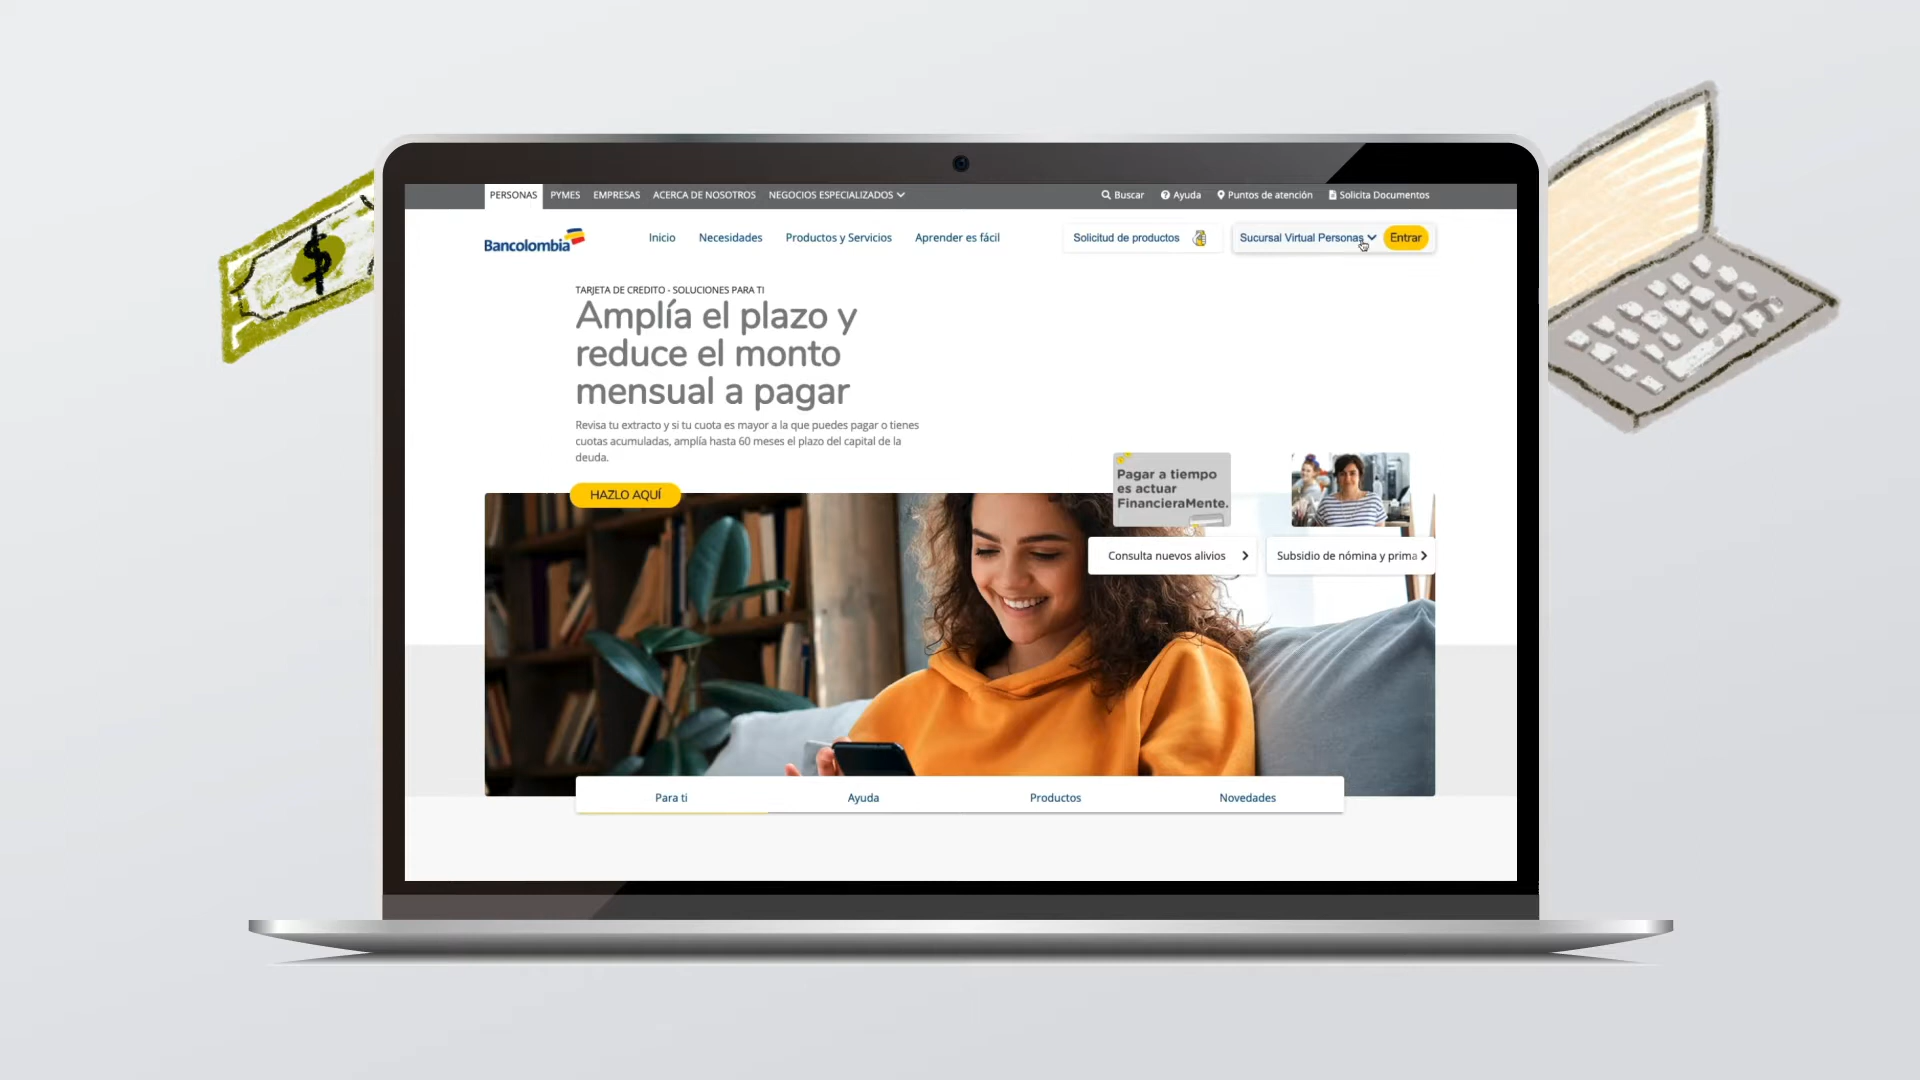 PERSONAS PYMES EMPRESAS ACERCA DE NOSOTROS NEGOCIOS ESPECIALIZADOS Buscar Ayuda Puntos de atención Solicita Documentos
Bancolombia Inicio Necesidades Productos y Servicios Aprender es fácil Solicitud de productos Sucursal Virtual Personas Entrar
TARJETA DE CREDITO - SOLUCIONES PARA TI
Amplía el plazo y
reduce el monto
mensual a pagar
Revisa tu extracto y si tu cuota es mayor a la que puedes pagar o tienes
cuotas acumuladas, amplía hasta 60 meses el plazo del capital de la
deuda.
HAZLO AQUÍ
Pagar a tiempo
es actuar
FinancieraMente.
Consulta nuevos alivios
Subsidio de nómina y prima
Para ti Ayuda Productos Novedades
$